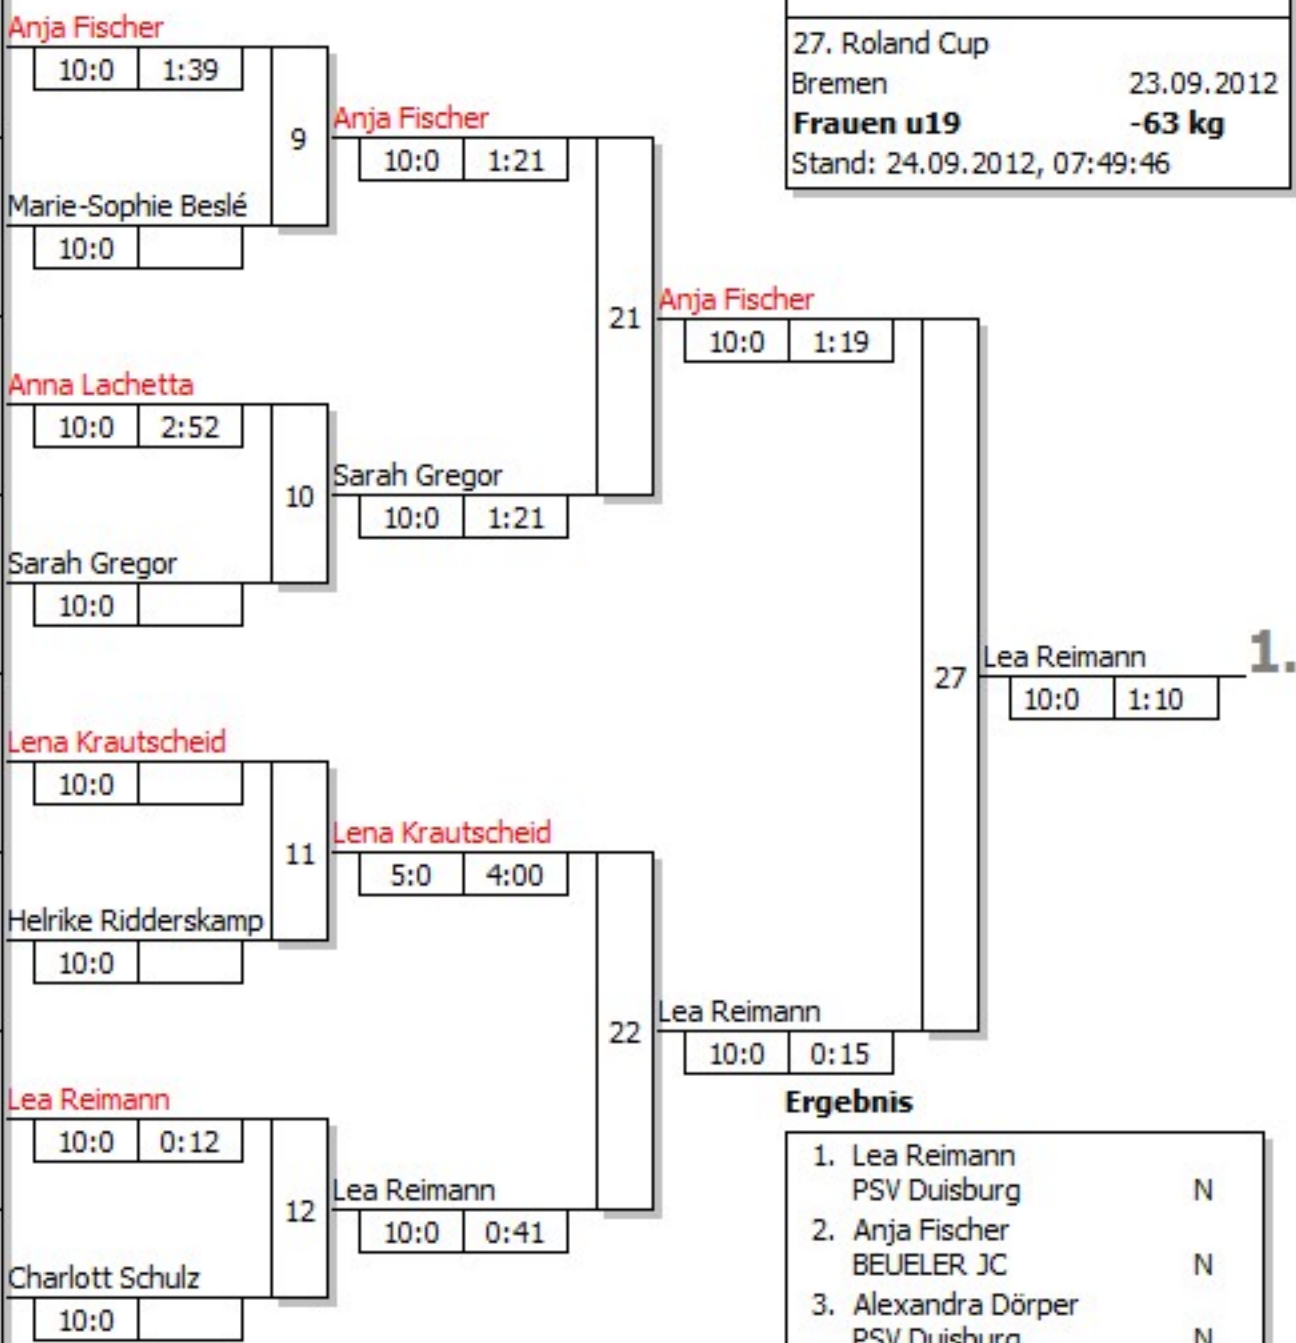 Anja Fischer
10:0 1:39
9
Marie-Sophie Beslé
10:0
Anna Lachetta
10:0 2:52
10
Sarah Gregor
10:0
Lena Krautscheid
10:0
11
Helrike Ridderskamp
10:0
Lea Reimann
10:0 0:12
12
Charlott Schulz
10:0
Anja Fischer
10:0 1:21
21
Sarah Gregor
10:0 1:21
Lena Krautscheid
5:0 4:00
22
Lea Reimann
10:0 0:41
Anja Fischer
10:0 1:19
27
Lea Reimann
10:0 0:15
Lea Reimann 1.
10:0 1:10
27. Roland Cup
Bremen 23.09.2012
Frauen u19 -63 kg
Stand: 24.09.2012, 07:49:46
Ergebnis
1. Lea Reimann
PSV Duisburg N
2. Anja Fischer
BEUELER JC N
3. Alexandra Dörper
PSV Duisburg N